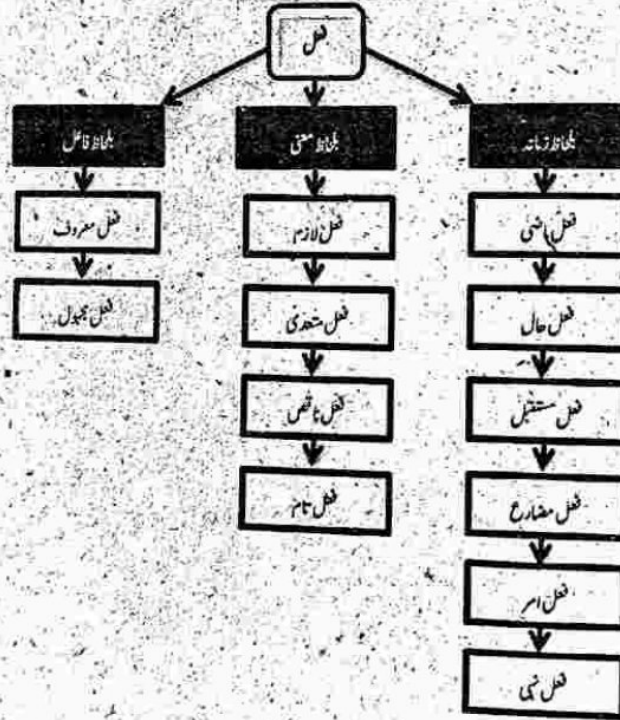 فعل
بلحاظ زمانہ
فعل ماضی
فعل حال
فعل مستقبل
فعل مضارع
فعل امر
فعل نہی
بلحاظ معنی
فعل لازم
فعل متعدی
فعل ناقص
فعل تام
بلحاظ فاعل
فعل معروف
فعل مجہول